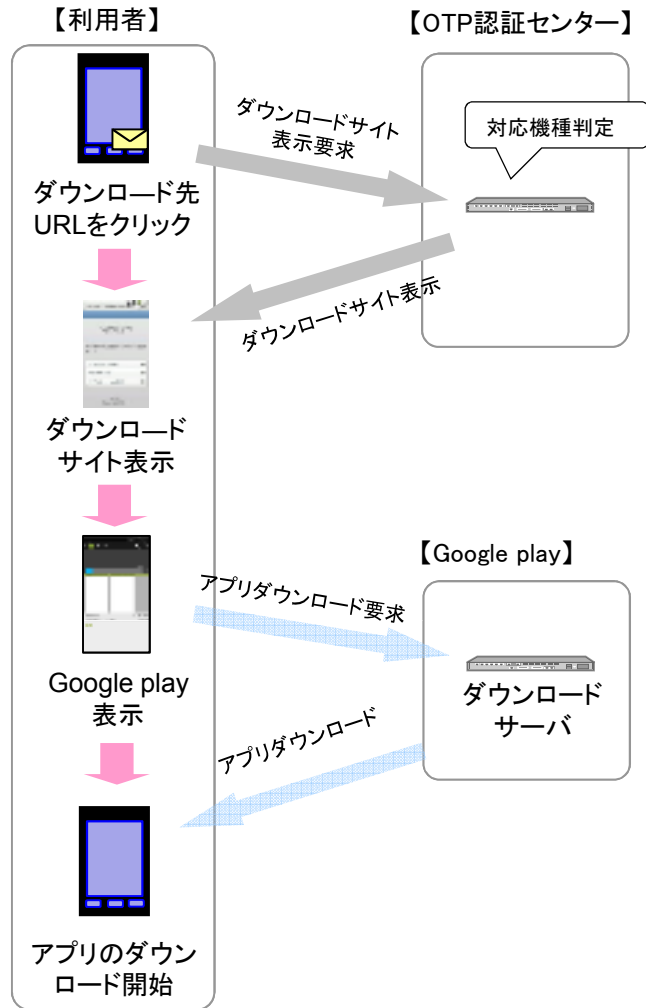 【利用者】
【OTP認証センター】
ダウンロードサイト
表示要求
対応機種判定
ダウンロ―ド先
URLをクリック
ダウンロードサイト表示
ダウンロ―ド
サイト表示
【Google play】
アプリダウンロード要求
Google play
表示
ダウンロード
サーバ
アプリダウンロード
アプリのダウン
ロード開始